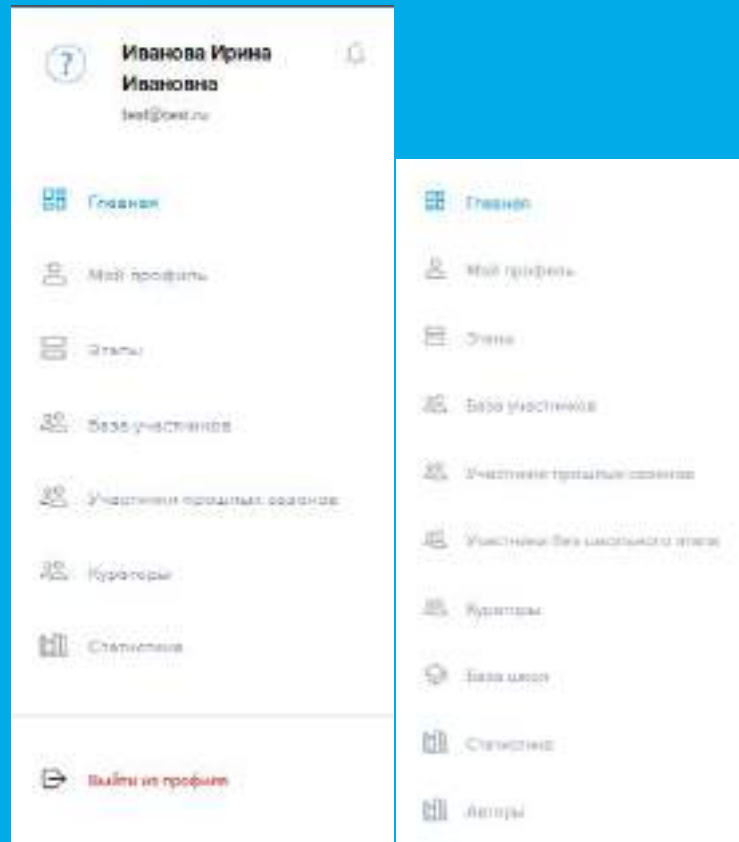 Иванова Ирина
Ивановна
test@test.ru
Главная
Мой профиль
Этапы
База участников
Участники прошлых сезонов
Кураторы
Статистика
Выйти из профиля
Главная
Мой профиль
Этапы
База участников
Участники прошлых сезонов
Участники без школьного этапа
Кураторы
База школ
Статистика
Авторы